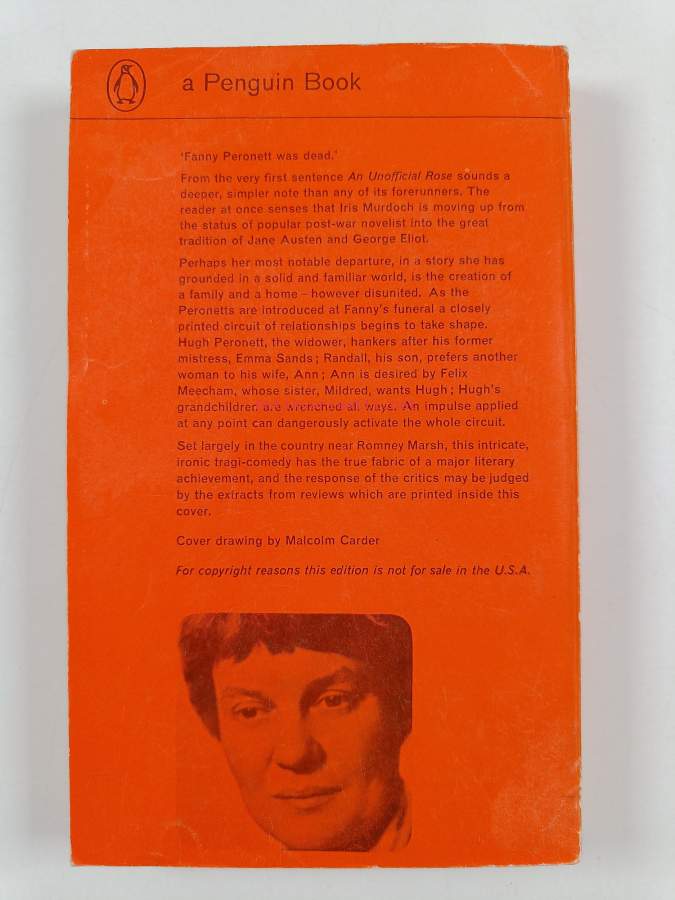 a Penguin Book
'Fanny Peronett was dead.'
From the very first sentence An Unofficial Rose sounds a
deeper, simpler note than any of its forerunners. The
reader at once senses that Iris Murdoch is moving up from
the status of popular post-war novelist into the great
tradition of Jane Austen and George Eliot.
Perhaps her most notable departure, in a story she has
grounded in a solid and familiar world, is the creation of
a family and a home – however disunited. As the
Peronetts are introduced at Fanny's funeral a closely
printed circuit of relationships begins to take shape.
Hugh Peronett, the widower, hankers after his former
mistress, Emma Sands; Randall, his son, prefers another
woman to his wife, Ann; Ann is desired by Felix
Meecham, whose sister, Mildred, wants Hugh; Hugh's
grandchildren are wrenched all ways. An impulse applied
at any point can dangerously activate the whole circuit.
Set largely in the country near Romney Marsh, this intricate,
ironic tragi-comedy has the true fabric of a major literary
achievement, and the response of the critics may be judged
by the extracts from reviews which are printed inside this
cover.
Cover drawing by Malcolm Carder
For copyright reasons this edition is not for sale in the U.S.A.